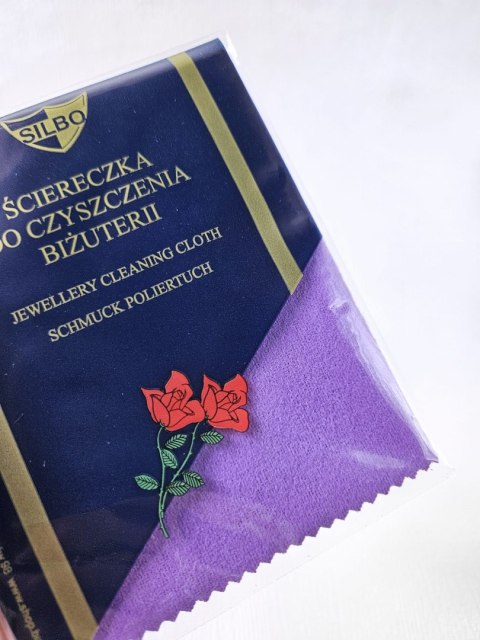 SILBO
ŚCIERECZKA
DO CZYSZCZENIA
BIŻUTERII
JEWELLERY CLEANING CLOTH
SCHMUCK POLIERTUCH